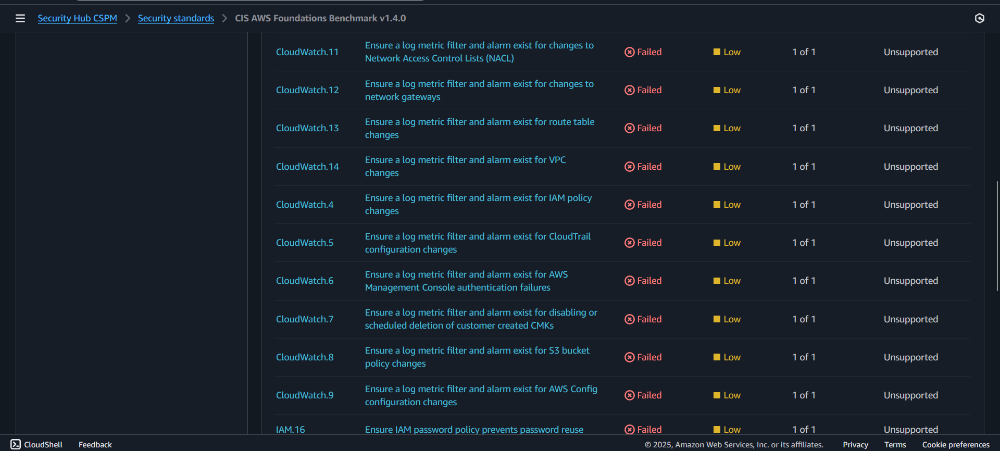 Security Hub CSPM > Security standards > CIS AWS Foundations Benchmark v1.4.0
CloudWatch.11 Ensure a log metric filter and alarm exist for changes to Failed Low 1 of 1 Unsupported
Network Access Control Lists (NACL)
CloudWatch.12 Ensure a log metric filter and alarm exist for changes to Failed Low 1 of 1 Unsupported
network gateways
CloudWatch.13 Ensure a log metric filter and alarm exist for route table Failed Low 1 of 1 Unsupported
changes
CloudWatch.14 Ensure a log metric filter and alarm exist for VPC Failed Low 1 of 1 Unsupported
changes
CloudWatch.4 Ensure a log metric filter and alarm exist for IAM policy Failed Low 1 of 1 Unsupported
changes
CloudWatch.5 Ensure a log metric filter and alarm exist for CloudTrail Failed Low 1 of 1 Unsupported
configuration changes
CloudWatch.6 Ensure a log metric filter and alarm exist for AWS Failed Low 1 of 1 Unsupported
Management Console authentication failures
CloudWatch.7 Ensure a log metric filter and alarm exist for disabling or Failed Low 1 of 1 Unsupported
scheduled deletion of customer created CMKs
CloudWatch.8 Ensure a log metric filter and alarm exist for S3 bucket Failed Low 1 of 1 Unsupported
policy changes
CloudWatch.9 Ensure a log metric filter and alarm exist for AWS Config Failed Low 1 of 1 Unsupported
configuration changes
IAM.16 Ensure IAM password policy prevents password reuse Failed Low 1 of 1 Unsupported
CloudShell Feedback © 2025, Amazon Web Services, Inc. or its affiliates. Privacy Terms Cookie preferences